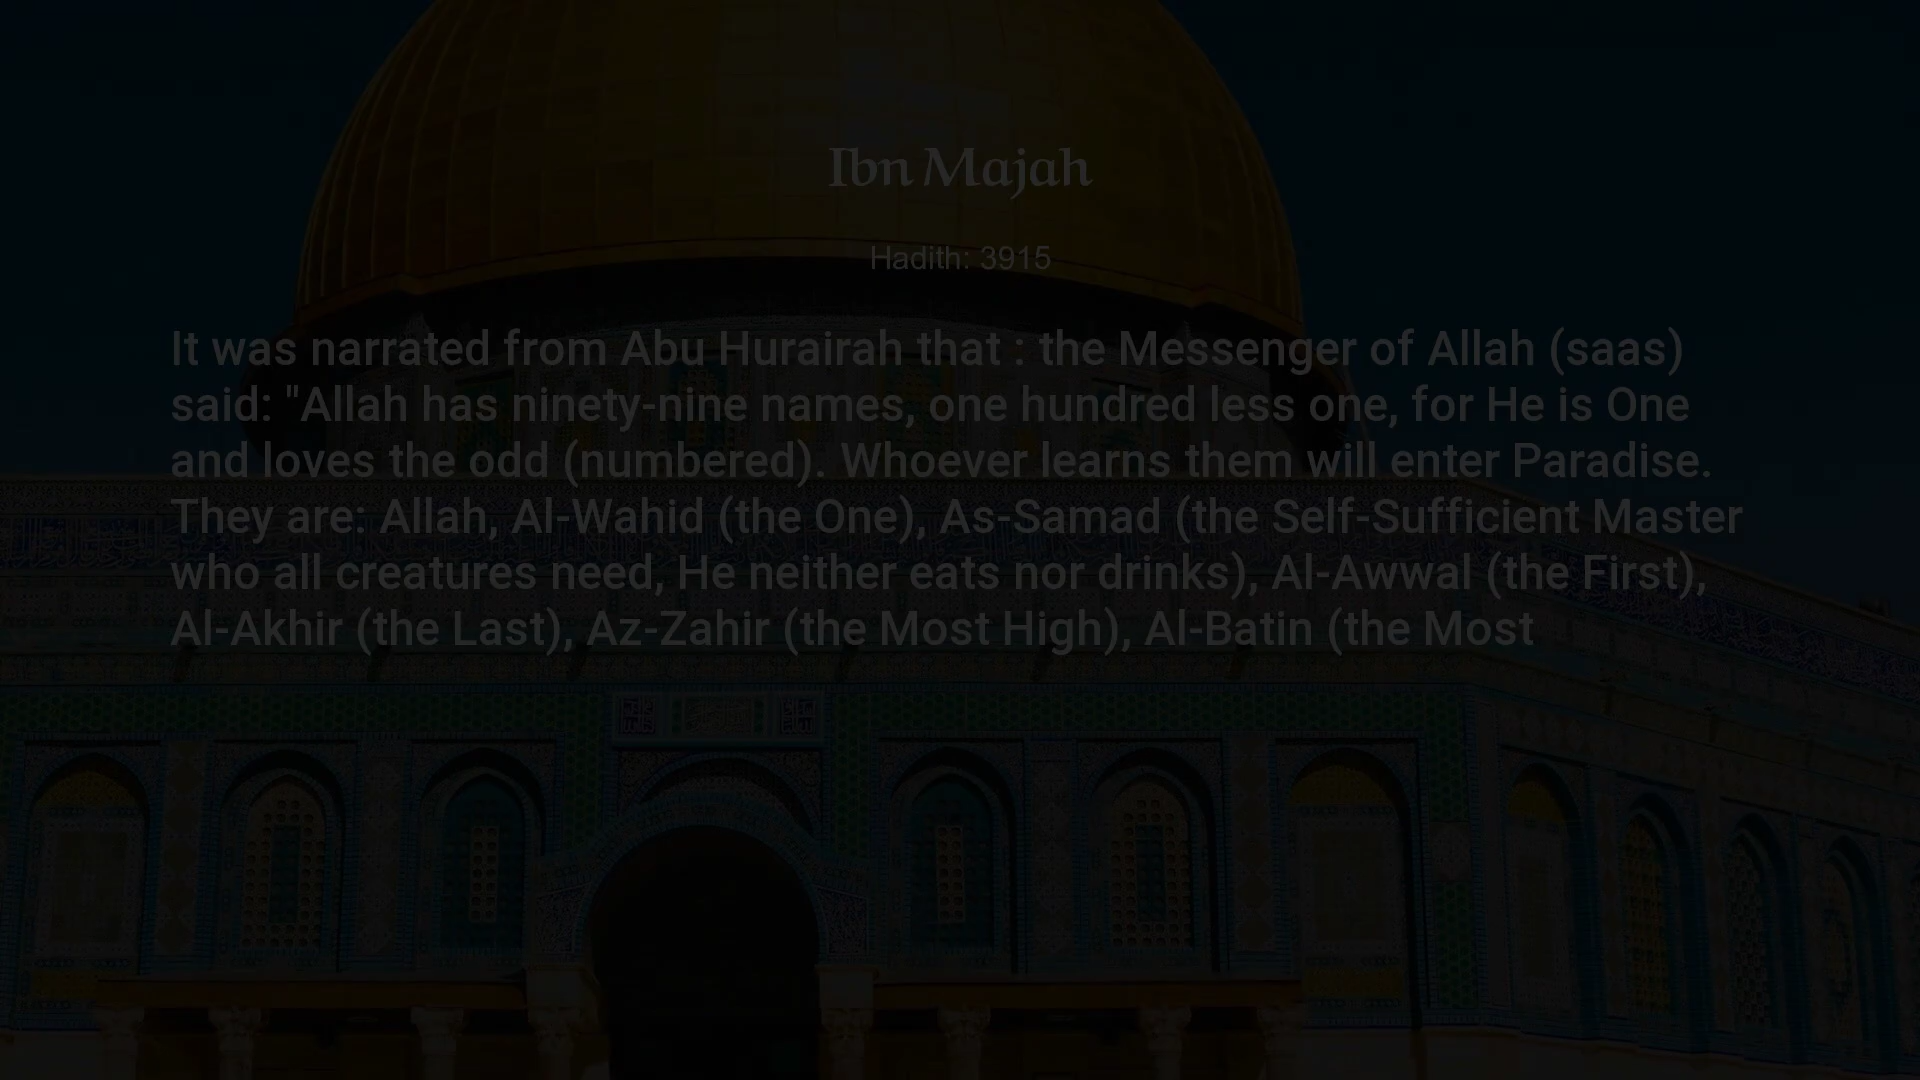 Ibn Majah
Hadith: 3915
It was narrated from Abu Hurairah that : the Messenger of Allah (saas)
said: "Allah has ninety-nine names, one hundred less one, for He is One
and loves the odd (numbered). Whoever learns them will enter Paradise.
They are: Allah, Al-Wahid (the One), As-Samad (the Self-Sufficient Master
who all creatures need, He neither eats nor drinks), Al-Awwal (the First),
Al-Akhir (the Last), Az-Zahir (the Most High), Al-Batin (the Most